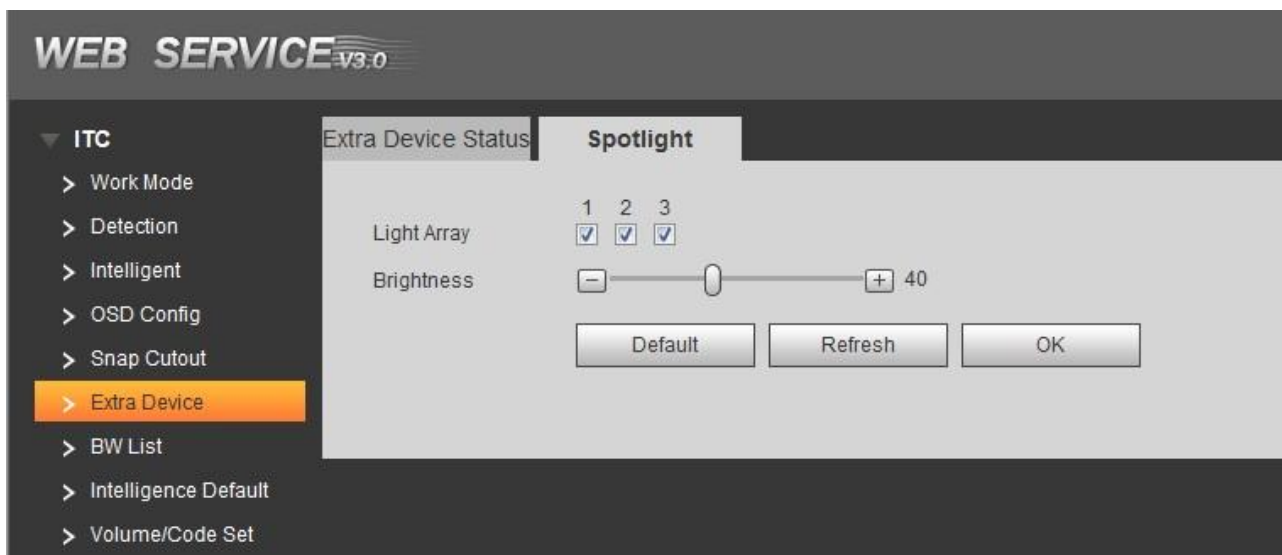 WEB SERVICE V3.0
ITC
Work Mode
Detection
Intelligent
OSD Config
Snap Cutout
Extra Device
BW List
Intelligence Default
Volume/Code Set
Extra Device Status
Spotlight
1 2 3
Light Array
Brightness
- + 40
Default Refresh OK